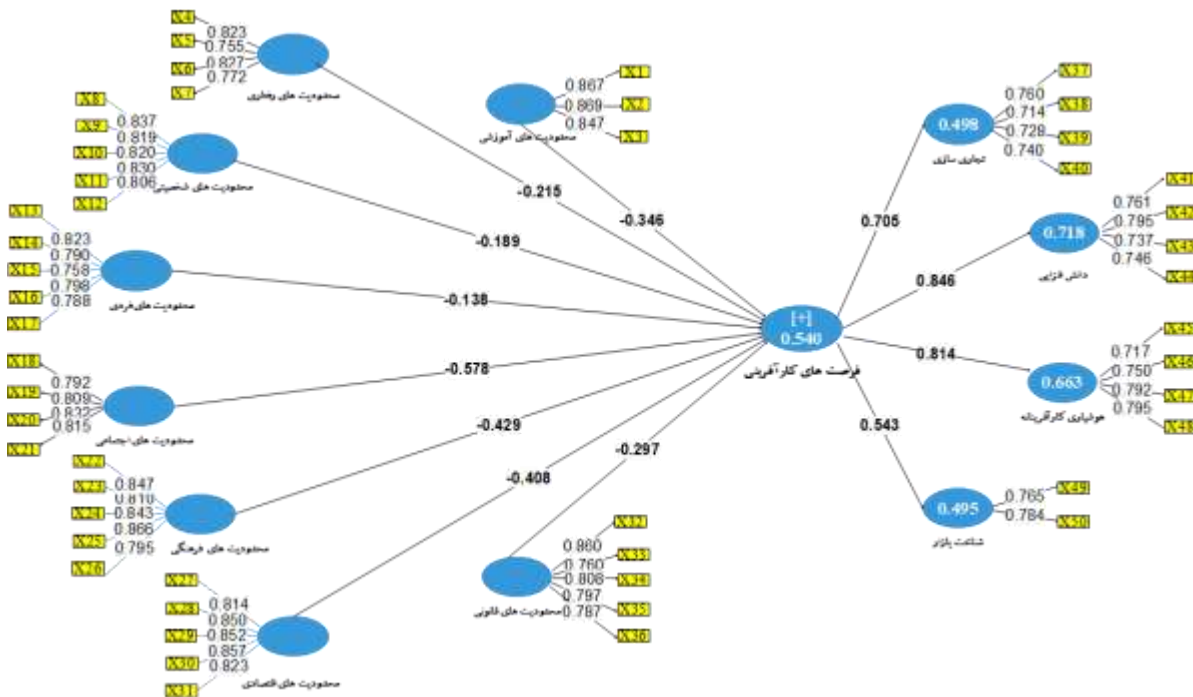 X4
X5
X6
X7
0.823
0.755
0.827
0.772
محدودیت های رفتاری
X8
X9
X10
X11
X12
0.837
0.819
0.820
0.830
0.806
محدودیت های شخصیتی
X13
X14
X15
X16
X17
0.823
0.790
0.758
0.798
0.788
محدودیت های فردی
X18
X19
X20
X21
0.792
0.809
0.832
0.815
محدودیت های اجتماعی
X22
X23
X24
X25
X26
0.847
0.810
0.843
0.866
0.795
محدودیت های فرهنگی
X27
X28
X29
X30
X31
0.814
0.850
0.852
0.857
0.823
محدودیت های اقتصادی
0.867
0.869
0.847
X1
X2
X3
محدودیت های آموزشی
0.860
0.760
0.808
0.797
0.787
X32
X33
X34
X35
X36
محدودیت های قانونی
-0.215
-0.346
-0.189
-0.138
-0.578
-0.429
-0.408
-0.297
[+]
0.540
فرصت های کارآفرینی
0.705
0.846
0.814
0.543
0.498
تجاری سازی
0.760
0.714
0.728
0.740
X37
X38
X39
X40
0.718
دانش افزایی
0.761
0.795
0.737
0.746
X41
X42
X43
X44
0.663
هوشیاری کارآفرینانه
0.717
0.750
0.792
0.795
X45
X46
X47
X48
0.495
شناخت بازار
0.765
0.784
X49
X50